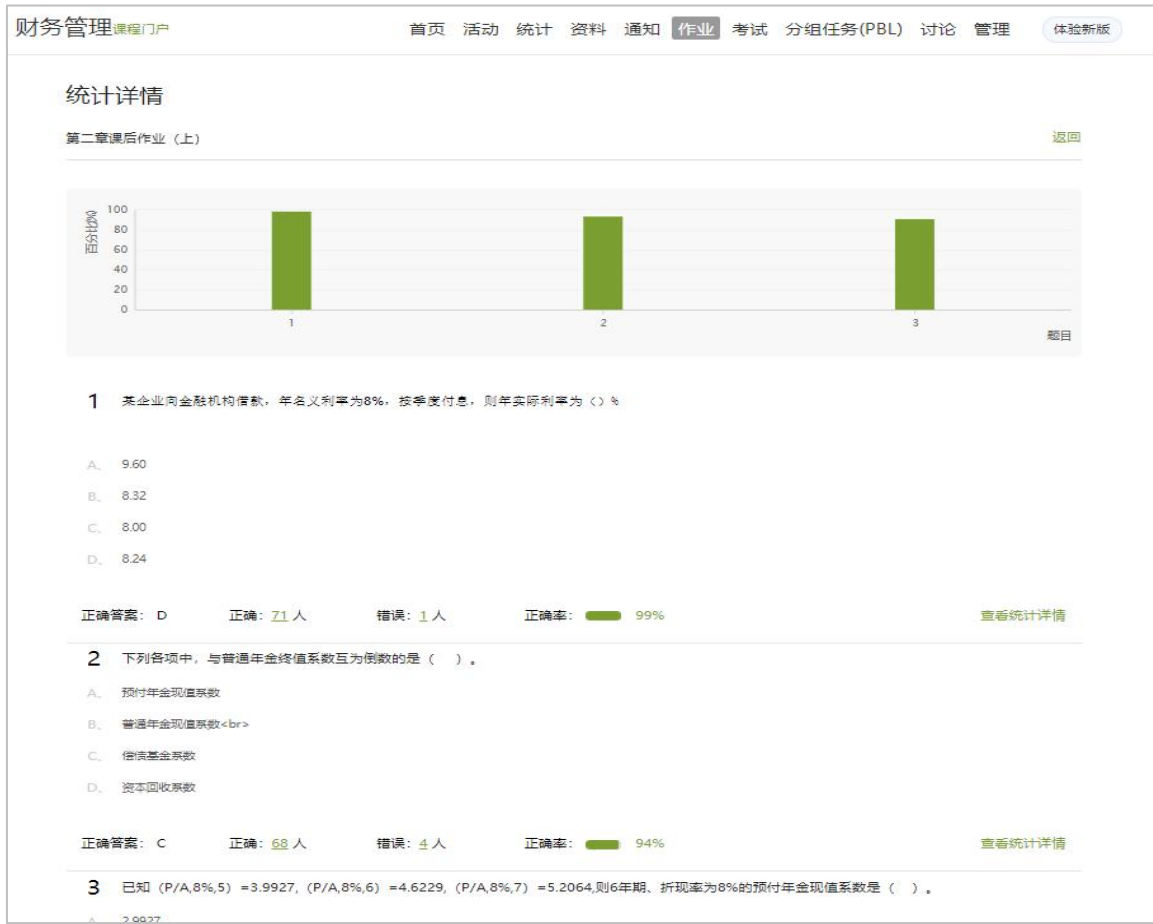 财务管理课程门户 首页 活动 统计 资料 通知 作业 考试 分组任务(PBL) 讨论 管理 体验新版
统计详情
第二章课后作业（上） 返回
百分比(%)
100
80
60
40
20
0
1 2 3
题目
1 某企业向金融机构借款，年名义利率为8%，按季度付息，则年实际利率为（）%
A、 9.60
B、 8.32
C、 8.00
D、 8.24
正确答案： D 正确：71人 错误：1人 正确率： 99% 查看统计详情
2 下列各项中，与普通年金终值系数互为倒数的是（ ）。
A、 预付年金现值系数
B、 普通年金现值系数<br>
C、 偿债基金系数
D、 资本回收系数
正确答案： C 正确：68人 错误：4人 正确率： 94% 查看统计详情
3 已知（P/A,8%,5）=3.9927,（P/A,8%,6）=4.6229,（P/A,8%,7）=5.2064,则6年期、折现率为8%的预付年金现值系数是（ ）。
A、 2.9927